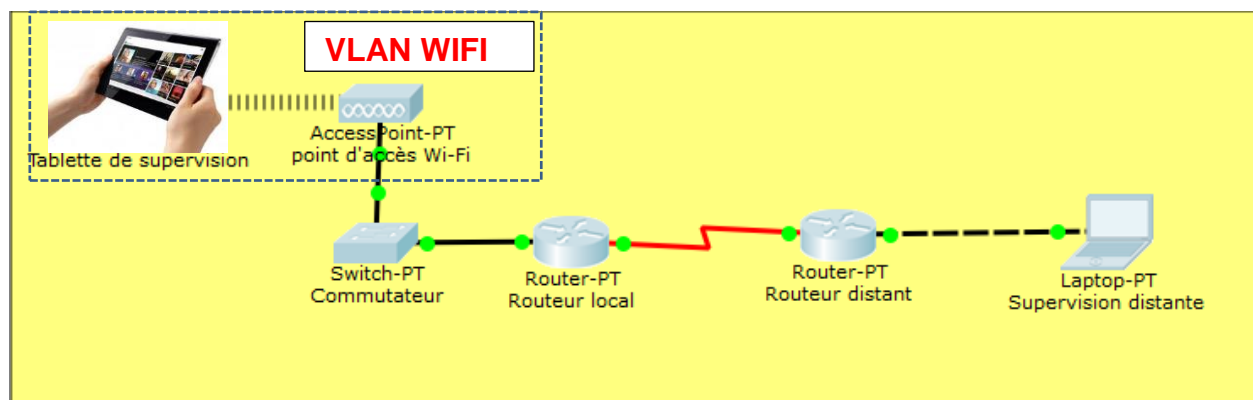 VLAN WIFI
AccessPoint-PT
point d'accès Wi-Fi
Tablette de supervision
Switch-PT
Commutateur
Router-PT
Routeur local
Router-PT
Routeur distant
Laptop-PT
Supervision distante